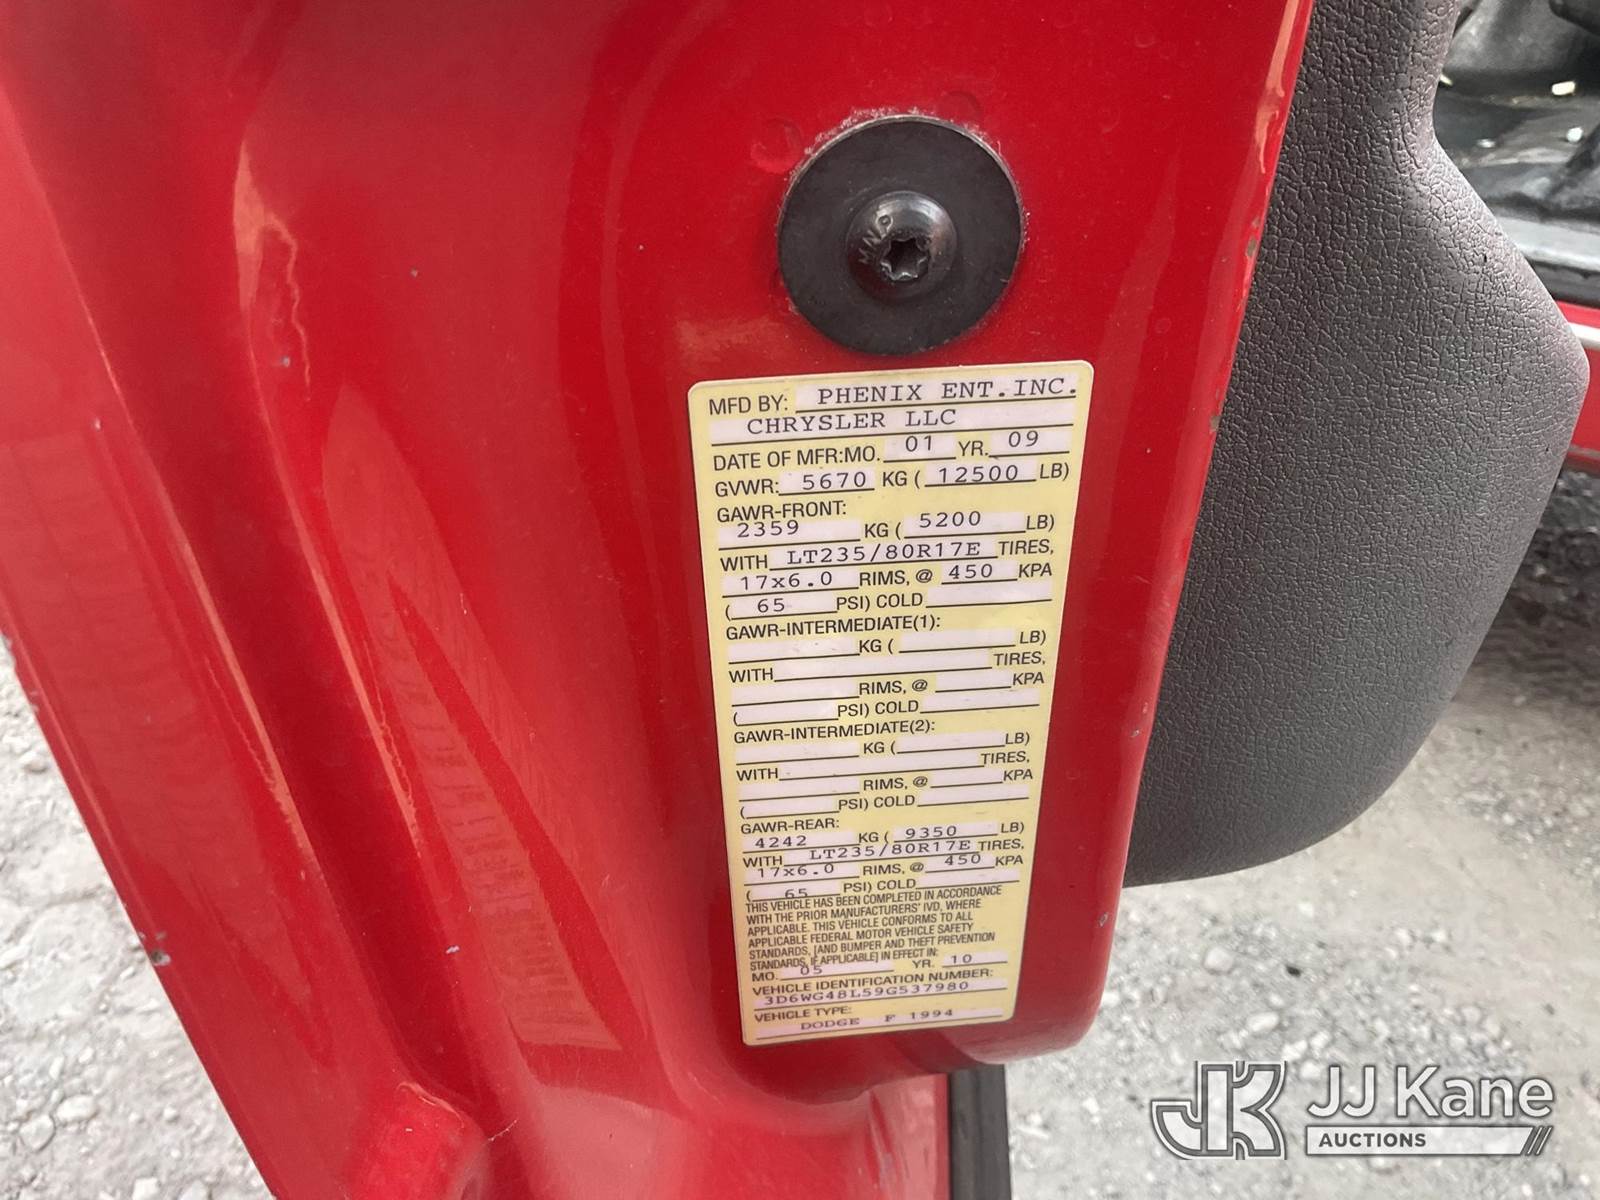 MFD BY: PHENIX ENT.INC.
CHRYSLER LLC
DATE OF MFR:MO. 01 YR. 09
GVWR: 5670 KG ( 12500 LB)
GAWR-FRONT:
2359 KG ( 5200 LB)
WITH LT235/80R17E TIRES,
17x6.0 RIMS, @ 450 KPA
( 65 PSI) COLD
GAWR-INTERMEDIATE(1):
KG ( LB)
WITH TIRES,
RIMS, @ KPA
( PSI) COLD
GAWR-INTERMEDIATE(2):
KG ( LB)
WITH TIRES,
RIMS, @ KPA
( PSI) COLD
GAWR-REAR:
4242 KG ( 9350 LB)
WITH LT235/80R17E TIRES,
17x6.0 RIMS, @ 450 KPA
( 65 PSI) COLD
THIS VEHICLE HAS BEEN COMPLETED IN ACCORDANCE
WITH THE PRIOR MANUFACTURERS' IVD, WHERE
APPLICABLE. THIS VEHICLE CONFORMS TO ALL
APPLICABLE FEDERAL MOTOR VEHICLE SAFETY
STANDARDS, [AND BUMPER AND THEFT PREVENTION
STANDARDS, IF APPLICABLE] IN EFFECT IN:
MO. 05 YR. 10
VEHICLE IDENTIFICATION NUMBER:
3D6WG48L59G537980
VEHICLE TYPE:
DODGE F 1994
JK JJ Kane
AUCTIONS